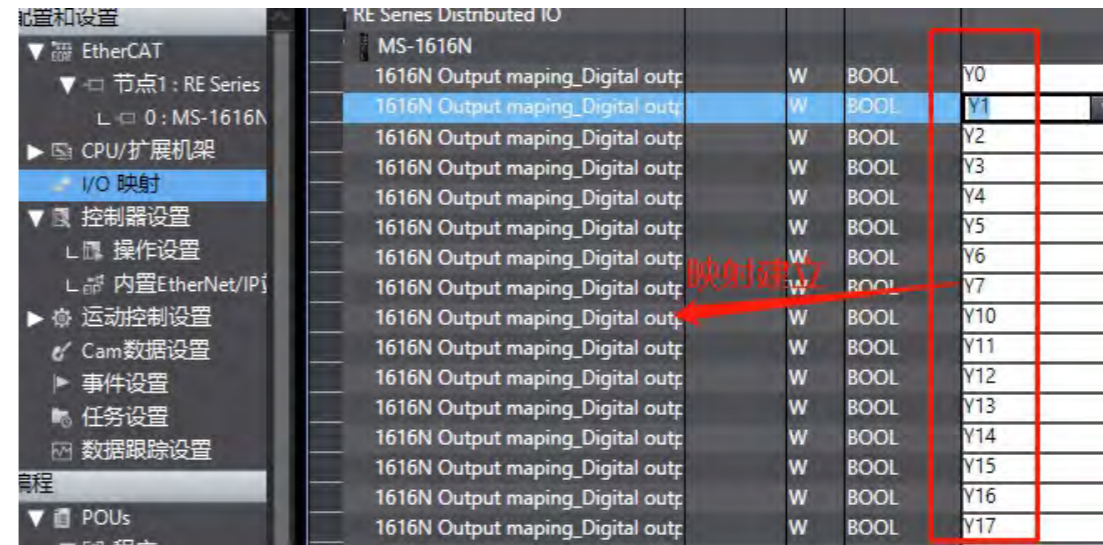 配置和设置
EtherCAT
节点1 : RE Series
0 : MS-1616N
CPU/扩展机架
I/O 映射
控制器设置
操作设置
内置EtherNet/IP
运动控制设置
Cam数据设置
事件设置
任务设置
数据跟踪设置
编程
POUs
RE Series Distributed IO
MS-1616N
1616N Output maping_Digital outp W BOOL Y0
1616N Output maping_Digital outp W BOOL Y1
1616N Output maping_Digital outp W BOOL Y2
1616N Output maping_Digital outp W BOOL Y3
1616N Output maping_Digital outp W BOOL Y4
1616N Output maping_Digital outp W BOOL Y5
1616N Output maping_Digital outp W BOOL Y6
1616N Output maping_Digital outp W BOOL Y7
1616N Output maping_Digital outp W BOOL Y10
1616N Output maping_Digital outp W BOOL Y11
1616N Output maping_Digital outp W BOOL Y12
1616N Output maping_Digital outp W BOOL Y13
1616N Output maping_Digital outp W BOOL Y14
1616N Output maping_Digital outp W BOOL Y15
1616N Output maping_Digital outp W BOOL Y16
1616N Output maping_Digital outp W BOOL Y17
映射建立